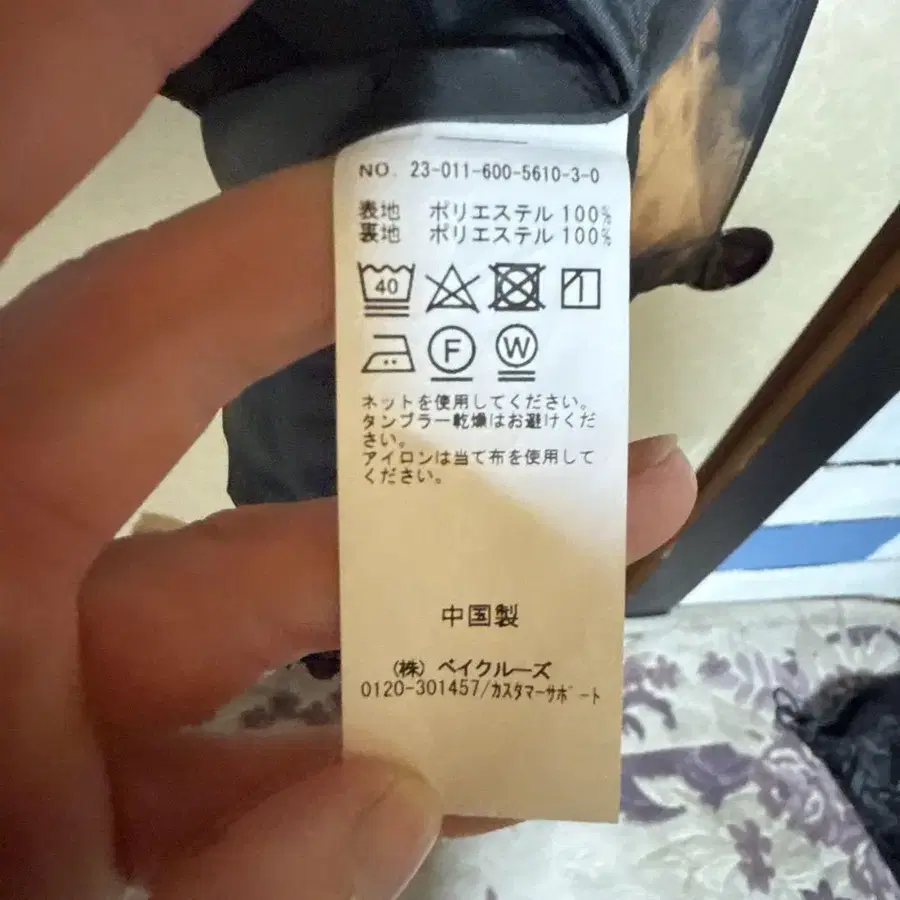 NO. 23-011-600-5610-3-0
表地 ポリエステル 100%
裏地 ポリエステル 100%
40
F W
ネットを使用してください。
タンブラー乾燥はお避けくだ
さい。
アイロンは当て布を使用して
ください。
中国製
(株) ベイクルーズ
0120-301457/カスタマーサポート